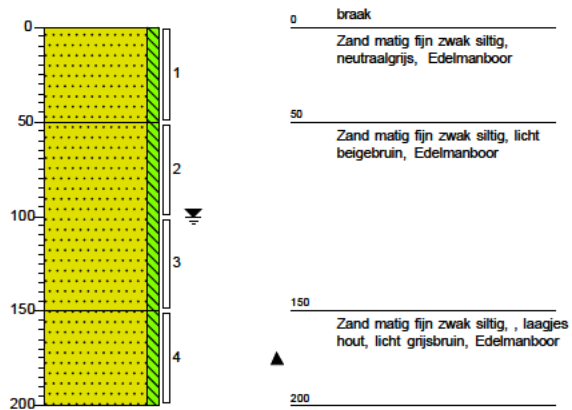 0
50
100
150
200
1
2
3
4
0 braak
Zand matig fijn zwak siltig,
neutraalgrijs, Edelmanboor
50
Zand matig fijn zwak siltig, licht
beigebruin, Edelmanboor
150
Zand matig fijn zwak siltig, , laagjes
hout, licht grijsbruin, Edelmanboor
200